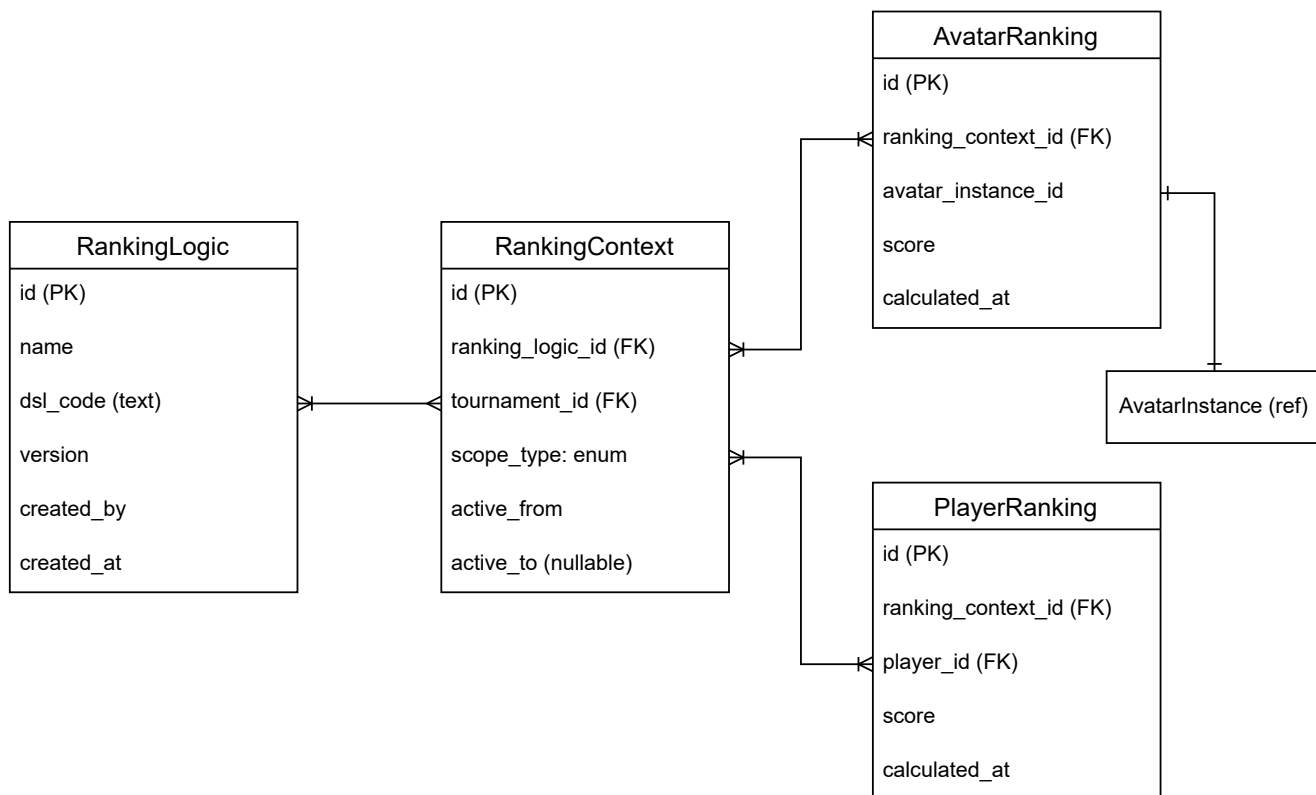 RankingLogic
id (PK)
name
dsl_code (text)
version
created_by
created_at
RankingContext
id (PK)
ranking_logic_id (FK)
tournament_id (FK)
scope_type: enum
active_from
active_to (nullable)
AvatarRanking
id (PK)
ranking_context_id (FK)
avatar_instance_id
score
calculated_at
AvatarInstance (ref)
PlayerRanking
id (PK)
ranking_context_id (FK)
player_id (FK)
score
calculated_at